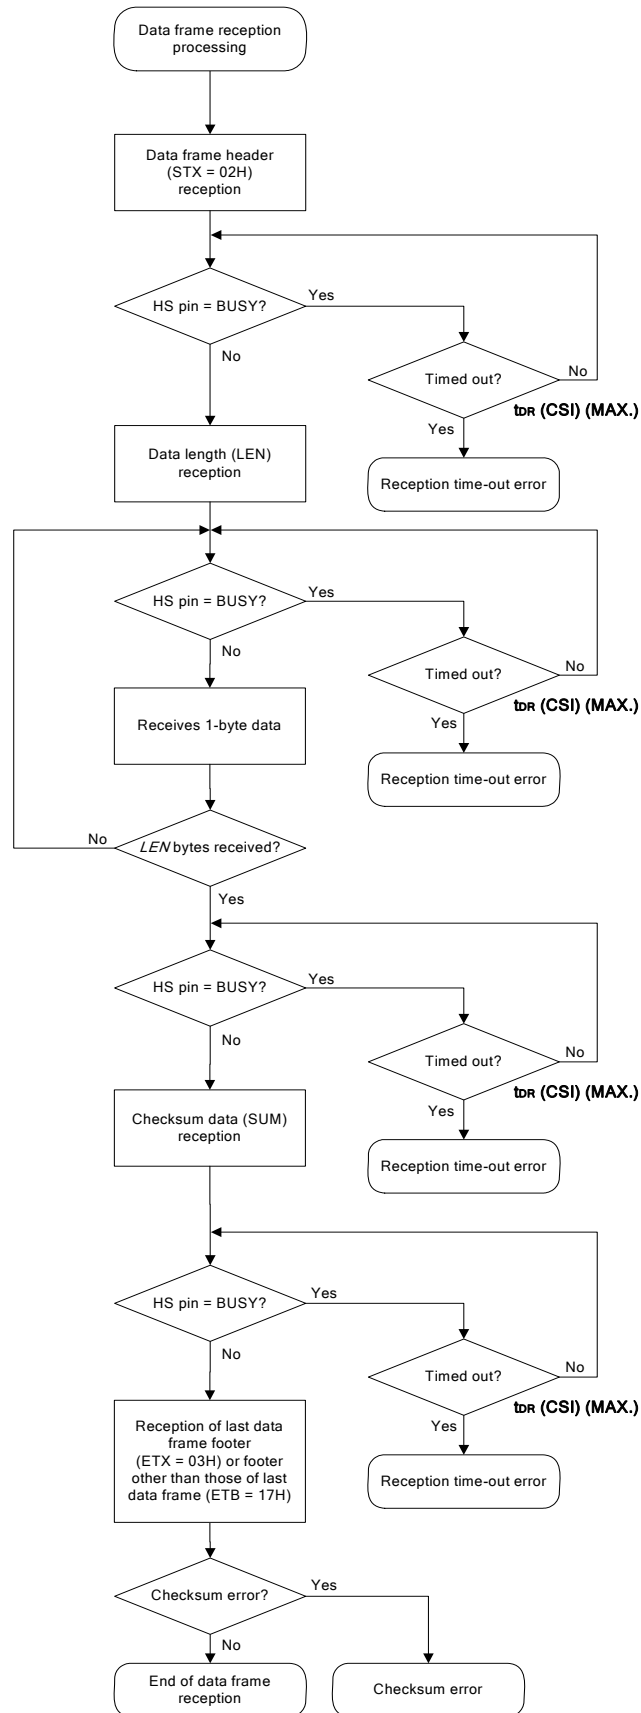 Data frame reception
processing
Data frame header
(STX = 02H)
reception
HS pin = BUSY?
Yes
No
Timed out?
No
tDR (CSI) (MAX.)
Yes
Reception time-out error
Data length (LEN)
reception
HS pin = BUSY?
Yes
No
Timed out?
No
tDR (CSI) (MAX.)
Yes
Reception time-out error
Receives 1-byte data
No
LEN bytes received?
Yes
HS pin = BUSY?
Yes
No
Timed out?
No
tDR (CSI) (MAX.)
Yes
Reception time-out error
Checksum data (SUM)
reception
HS pin = BUSY?
Yes
No
Timed out?
No
tDR (CSI) (MAX.)
Yes
Reception time-out error
Reception of last data
frame footer
(ETX = 03H) or footer
other than those of last
data frame (ETB = 17H)
Checksum error?
Yes
No
End of data frame
reception
Checksum error